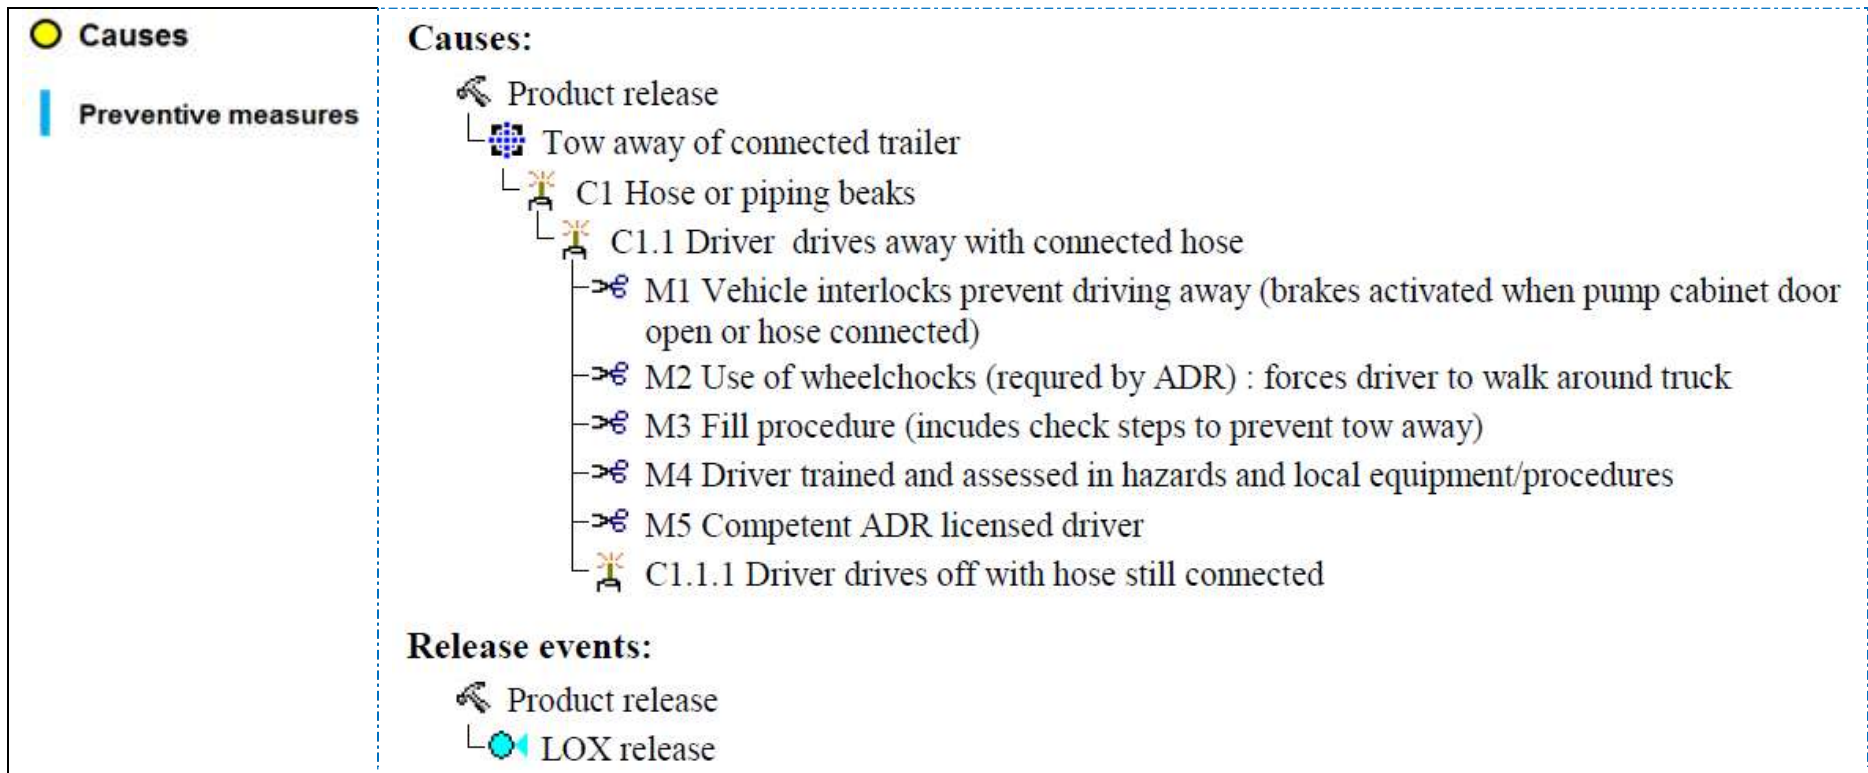 Causes
Preventive measures
Causes:
Product release
Tow away of connected trailer
C1 Hose or piping beaks
C1.1 Driver drives away with connected hose
M1 Vehicle interlocks prevent driving away (brakes activated when pump cabinet door
open or hose connected)
M2 Use of wheelchocks (requred by ADR) : forces driver to walk around truck
M3 Fill procedure (incudes check steps to prevent tow away)
M4 Driver trained and assessed in hazards and local equipment/procedures
M5 Competent ADR licensed driver
C1.1.1 Driver drives off with hose still connected
Release events:
Product release
LOX release